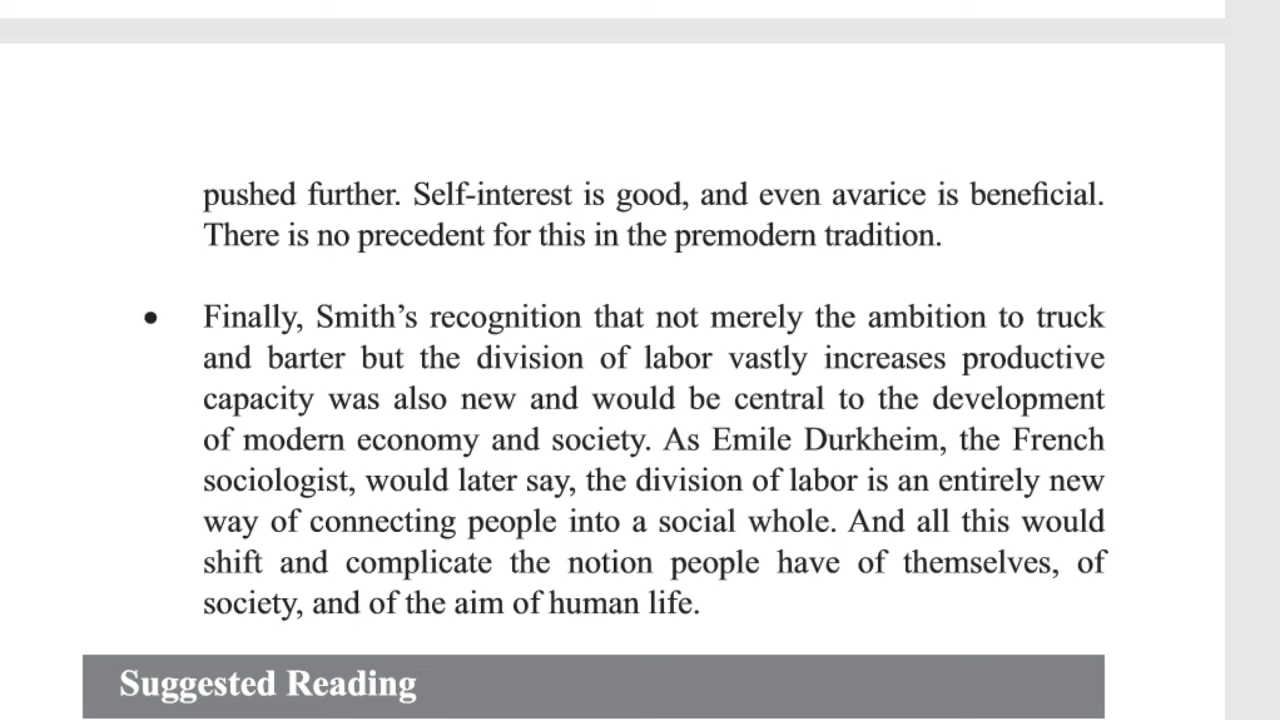 pushed further. Self-interest is good, and even avarice is beneficial.
There is no precedent for this in the premodern tradition.
• Finally, Smith’s recognition that not merely the ambition to truck
and barter but the division of labor vastly increases productive
capacity was also new and would be central to the development
of modern economy and society. As Emile Durkheim, the French
sociologist, would later say, the division of labor is an entirely new
way of connecting people into a social whole. And all this would
shift and complicate the notion people have of themselves, of
society, and of the aim of human life.
Suggested Reading